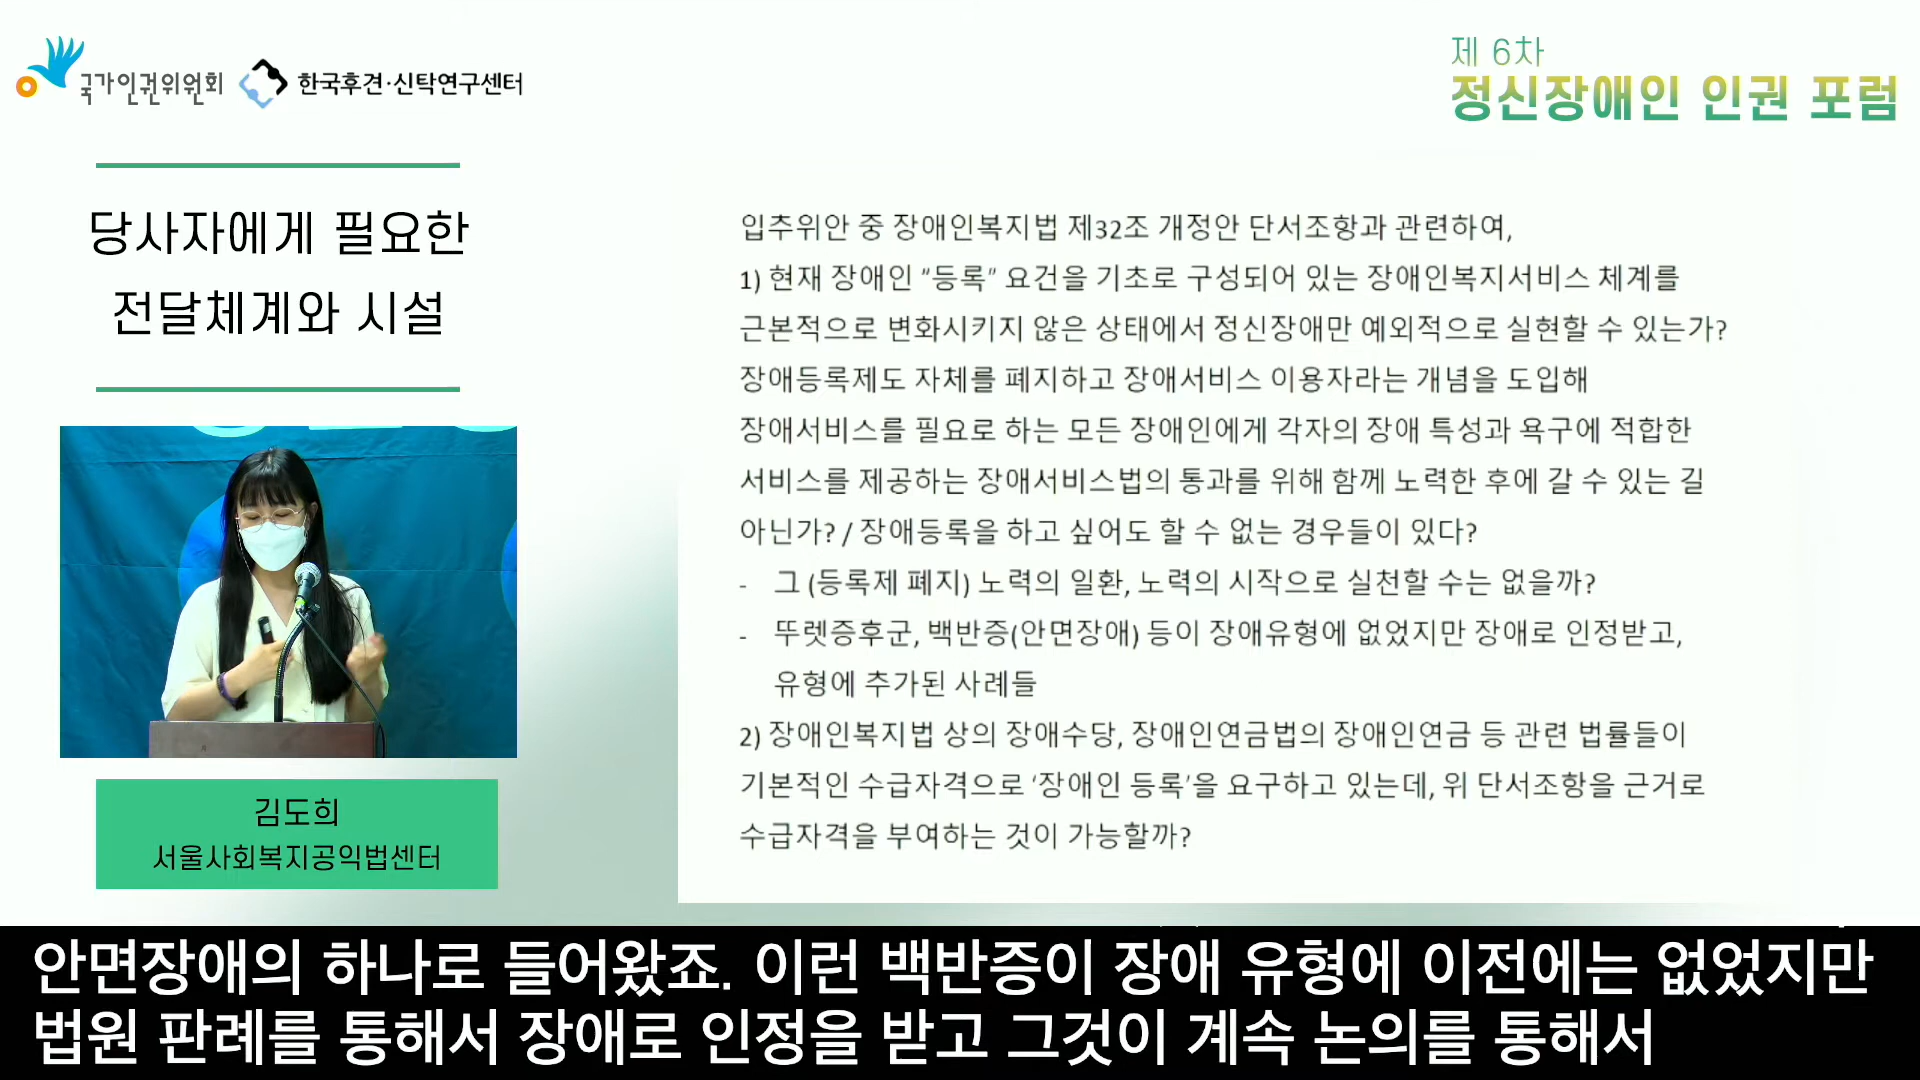 국가인권위원회
한국후견·신탁연구센터
제 6차
정신장애인 인권 포럼
당사자에게 필요한
전달체계와 시설
입추위안 중 장애인복지법 제32조 개정안 단서조항과 관련하여,
1) 현재 장애인 “등록” 요건을 기초로 구성되어 있는 장애인복지서비스 체계를
근본적으로 변화시키지 않은 상태에서 정신장애만 예외적으로 실현할 수 있는가?
장애등록제도 자체를 폐지하고 장애서비스 이용자라는 개념을 도입해
장애서비스를 필요로 하는 모든 장애인에게 각자의 장애 특성과 욕구에 적합한
서비스를 제공하는 장애서비스법의 통과를 위해 함께 노력한 후에 갈 수 있는 길
아닌가? / 장애등록을 하고 싶어도 할 수 없는 경우들이 있다?
- 그 (등록제 폐지) 노력의 일환, 노력의 시작으로 실천할 수는 없을까?
- 뚜렛증후군, 백반증(안면장애) 등이 장애유형에 없었지만 장애로 인정받고,
유형에 추가된 사례들
2) 장애인복지법 상의 장애수당, 장애인연금법의 장애인연금 등 관련 법률들이
기본적인 수급자격으로 ‘장애인 등록’을 요구하고 있는데, 위 단서조항을 근거로
수급자격을 부여하는 것이 가능할까?
김도희
서울사회복지공익법센터
안면장애의 하나로 들어왔죠. 이런 백반증이 장애 유형에 이전에는 없었지만
법원 판례를 통해서 장애로 인정을 받고 그것이 계속 논의를 통해서